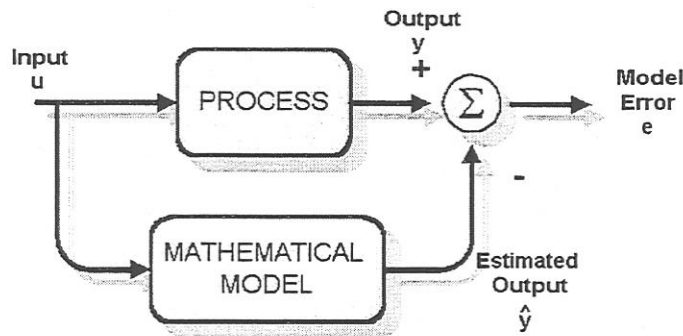 Input
u
PROCESS
Output
y
+
Σ
Model
Error
e
-
MATHEMATICAL
MODEL
Estimated
Output
ŷ